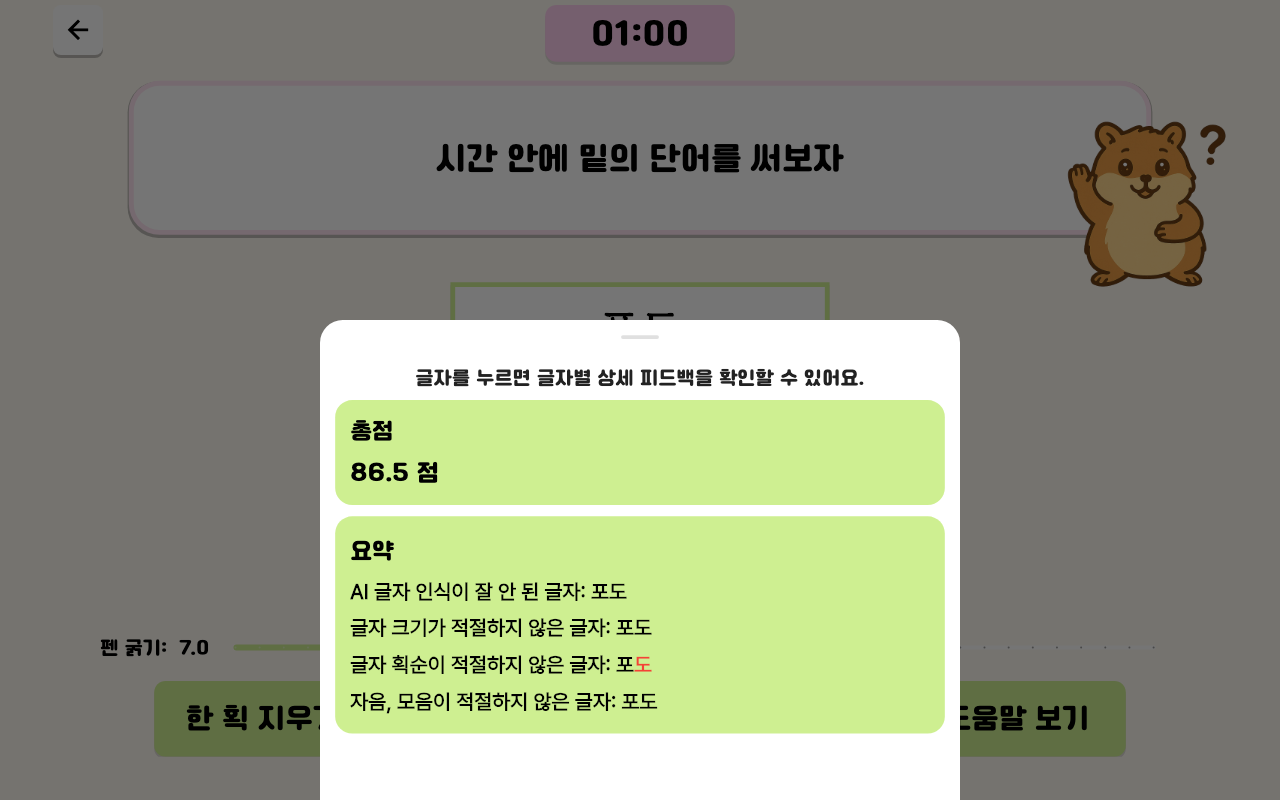 01:00
시간 안에 밑의 단어를 써보자
?
글자를 누르면 글자별 상세 피드백을 확인할 수 있어요.
총점
86.5 점
요약
AI 글자 인식이 잘 안 된 글자: 포도
글자 크기가 적절하지 않은 글자: 포도
글자 획순이 적절하지 않은 글자: 포도
자음, 모음이 적절하지 않은 글자: 포도
펜 굵기: 7.0
한 획 지우
도움말 보기